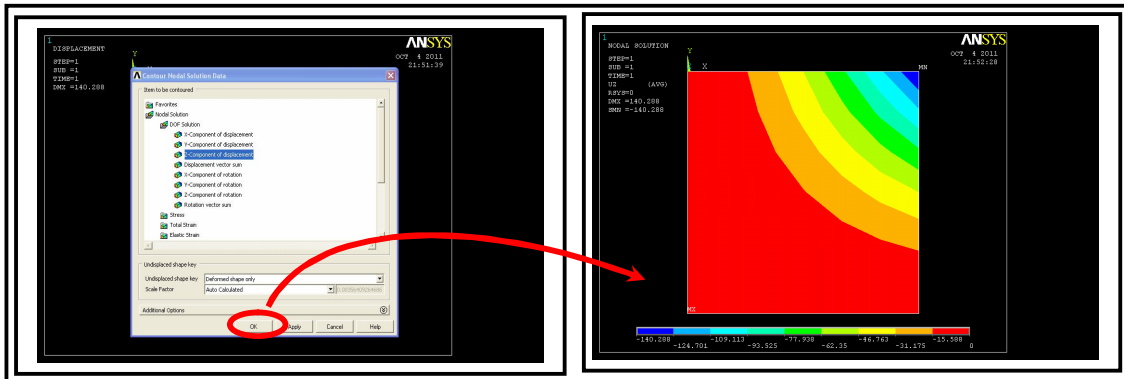 1
DISPLACEMENT
STEP=1
SUB =1
TIME=1
DMX =140.288
Y
ANSYS
OCT 4 2011
21:51:39
Contour Nodal Solution Data
Item to be contoured
Favorites
Nodal Solution
DOF Solution
X-Component of displacement
Y-Component of displacement
Z-Component of displacement
Displacement vector sum
X-Component of rotation
Y-Component of rotation
Z-Component of rotation
Rotation vector sum
Stress
Total Strain
Elastic Strain
Undisplaced shape key
Undisplaced shape key Deformed shape only
Scale Factor Auto Calculated
Additional Options
OK Apply Cancel Help
1
NODAL SOLUTION
STEP=1
SUB =1
TIME=1
UZ (AVG)
RSYS=0
DMX =140.288
SMN =-140.288
ANSYS
OCT 4 2011
21:52:28
Y
X
MN
MX
-140.288 -109.113 -77.938 -46.763 -15.588
-124.701 -93.525 -62.35 -31.175 0